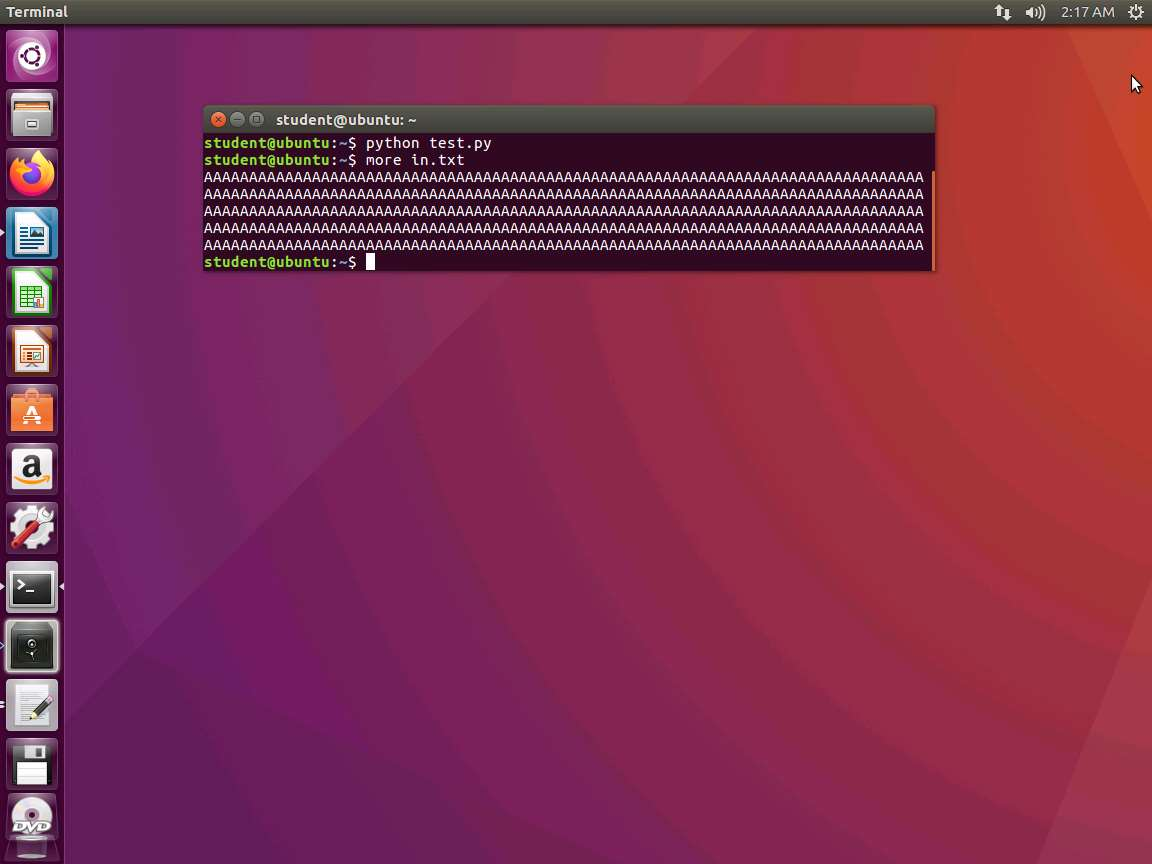 Terminal
2:17 AM
student@ubuntu: ~
student@ubuntu:~$ python test.py
student@ubuntu:~$ more in.txt
AAAAAAAAAAAAAAAAAAAAAAAAAAAAAAAAAAAAAAAAAAAAAAAAAAAAAAAAAAAAAAAAAAAAAAAAAAAAAAAA
AAAAAAAAAAAAAAAAAAAAAAAAAAAAAAAAAAAAAAAAAAAAAAAAAAAAAAAAAAAAAAAAAAAAAAAAAAAAAAAA
AAAAAAAAAAAAAAAAAAAAAAAAAAAAAAAAAAAAAAAAAAAAAAAAAAAAAAAAAAAAAAAAAAAAAAAAAAAAAAAA
AAAAAAAAAAAAAAAAAAAAAAAAAAAAAAAAAAAAAAAAAAAAAAAAAAAAAAAAAAAAAAAAAAAAAAAAAAAAAAAA
AAAAAAAAAAAAAAAAAAAAAAAAAAAAAAAAAAAAAAAAAAAAAAAAAAAAAAAAAAAAAAAAAAAAAAAAAAAAAAAA
student@ubuntu:~$
A
a
>_
DVD